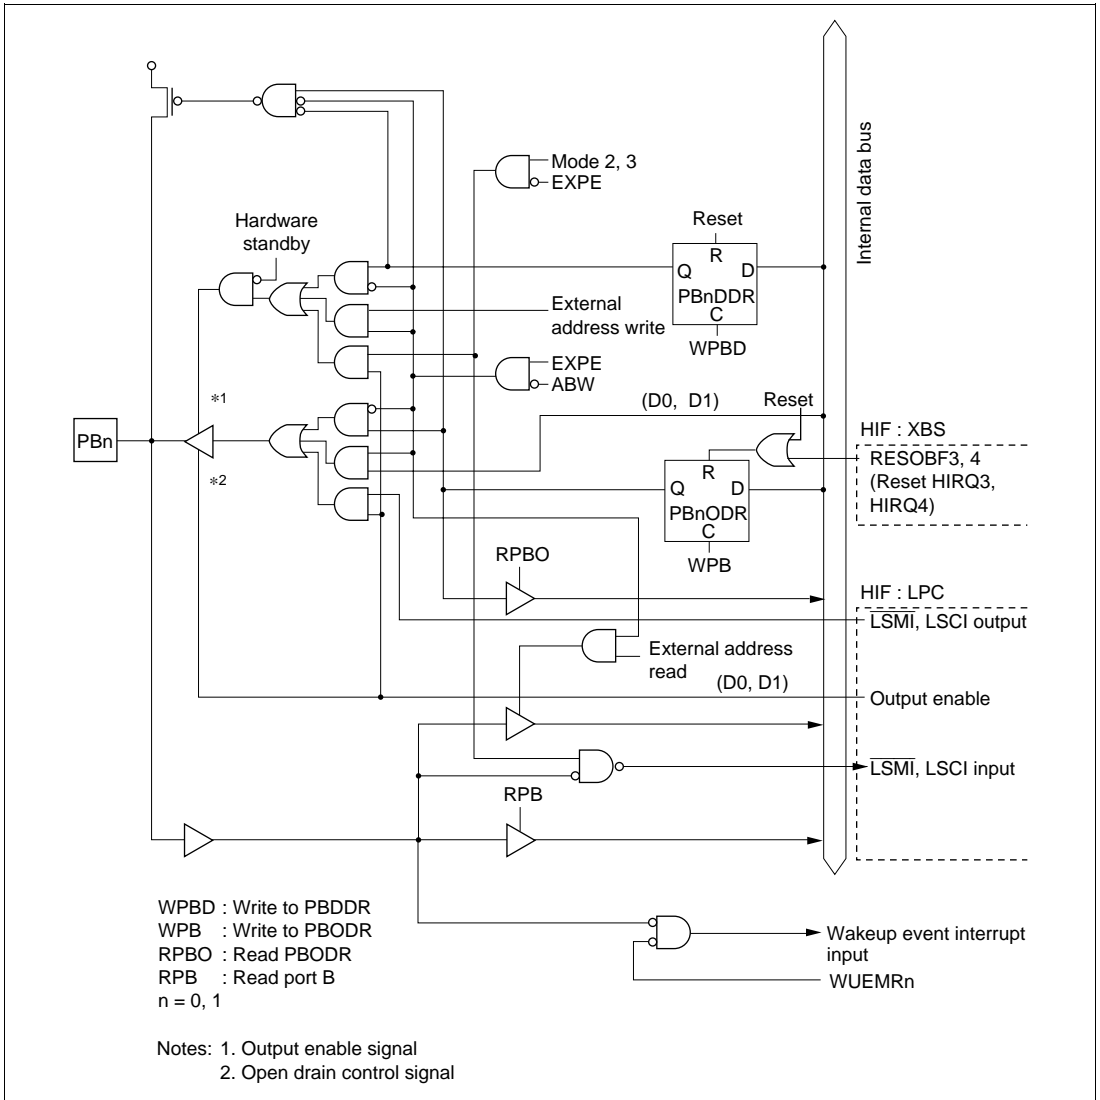 Mode 2, 3
EXPE
Internal data bus
Hardware
standby
Reset
R
Q
D
PBnDDR
C
WPBD
External
address write
EXPE
ABW
*1
PBn
*2
(D0, D1)
Reset
HIF : XBS
RESOBF3, 4
(Reset HIRQ3,
HIRQ4)
R
Q
D
PBnODR
C
WPB
RPBO
HIF : LPC
LSMI, LSCI output
External address
read
(D0, D1)
Output enable
LSMI, LSCI input
RPB
WPBD : Write to PBDDR
WPB : Write to PBODR
RPBO : Read PBODR
RPB : Read port B
n = 0, 1
Wakeup event interrupt
input
WUEMRn
Notes: 1. Output enable signal
2. Open drain control signal